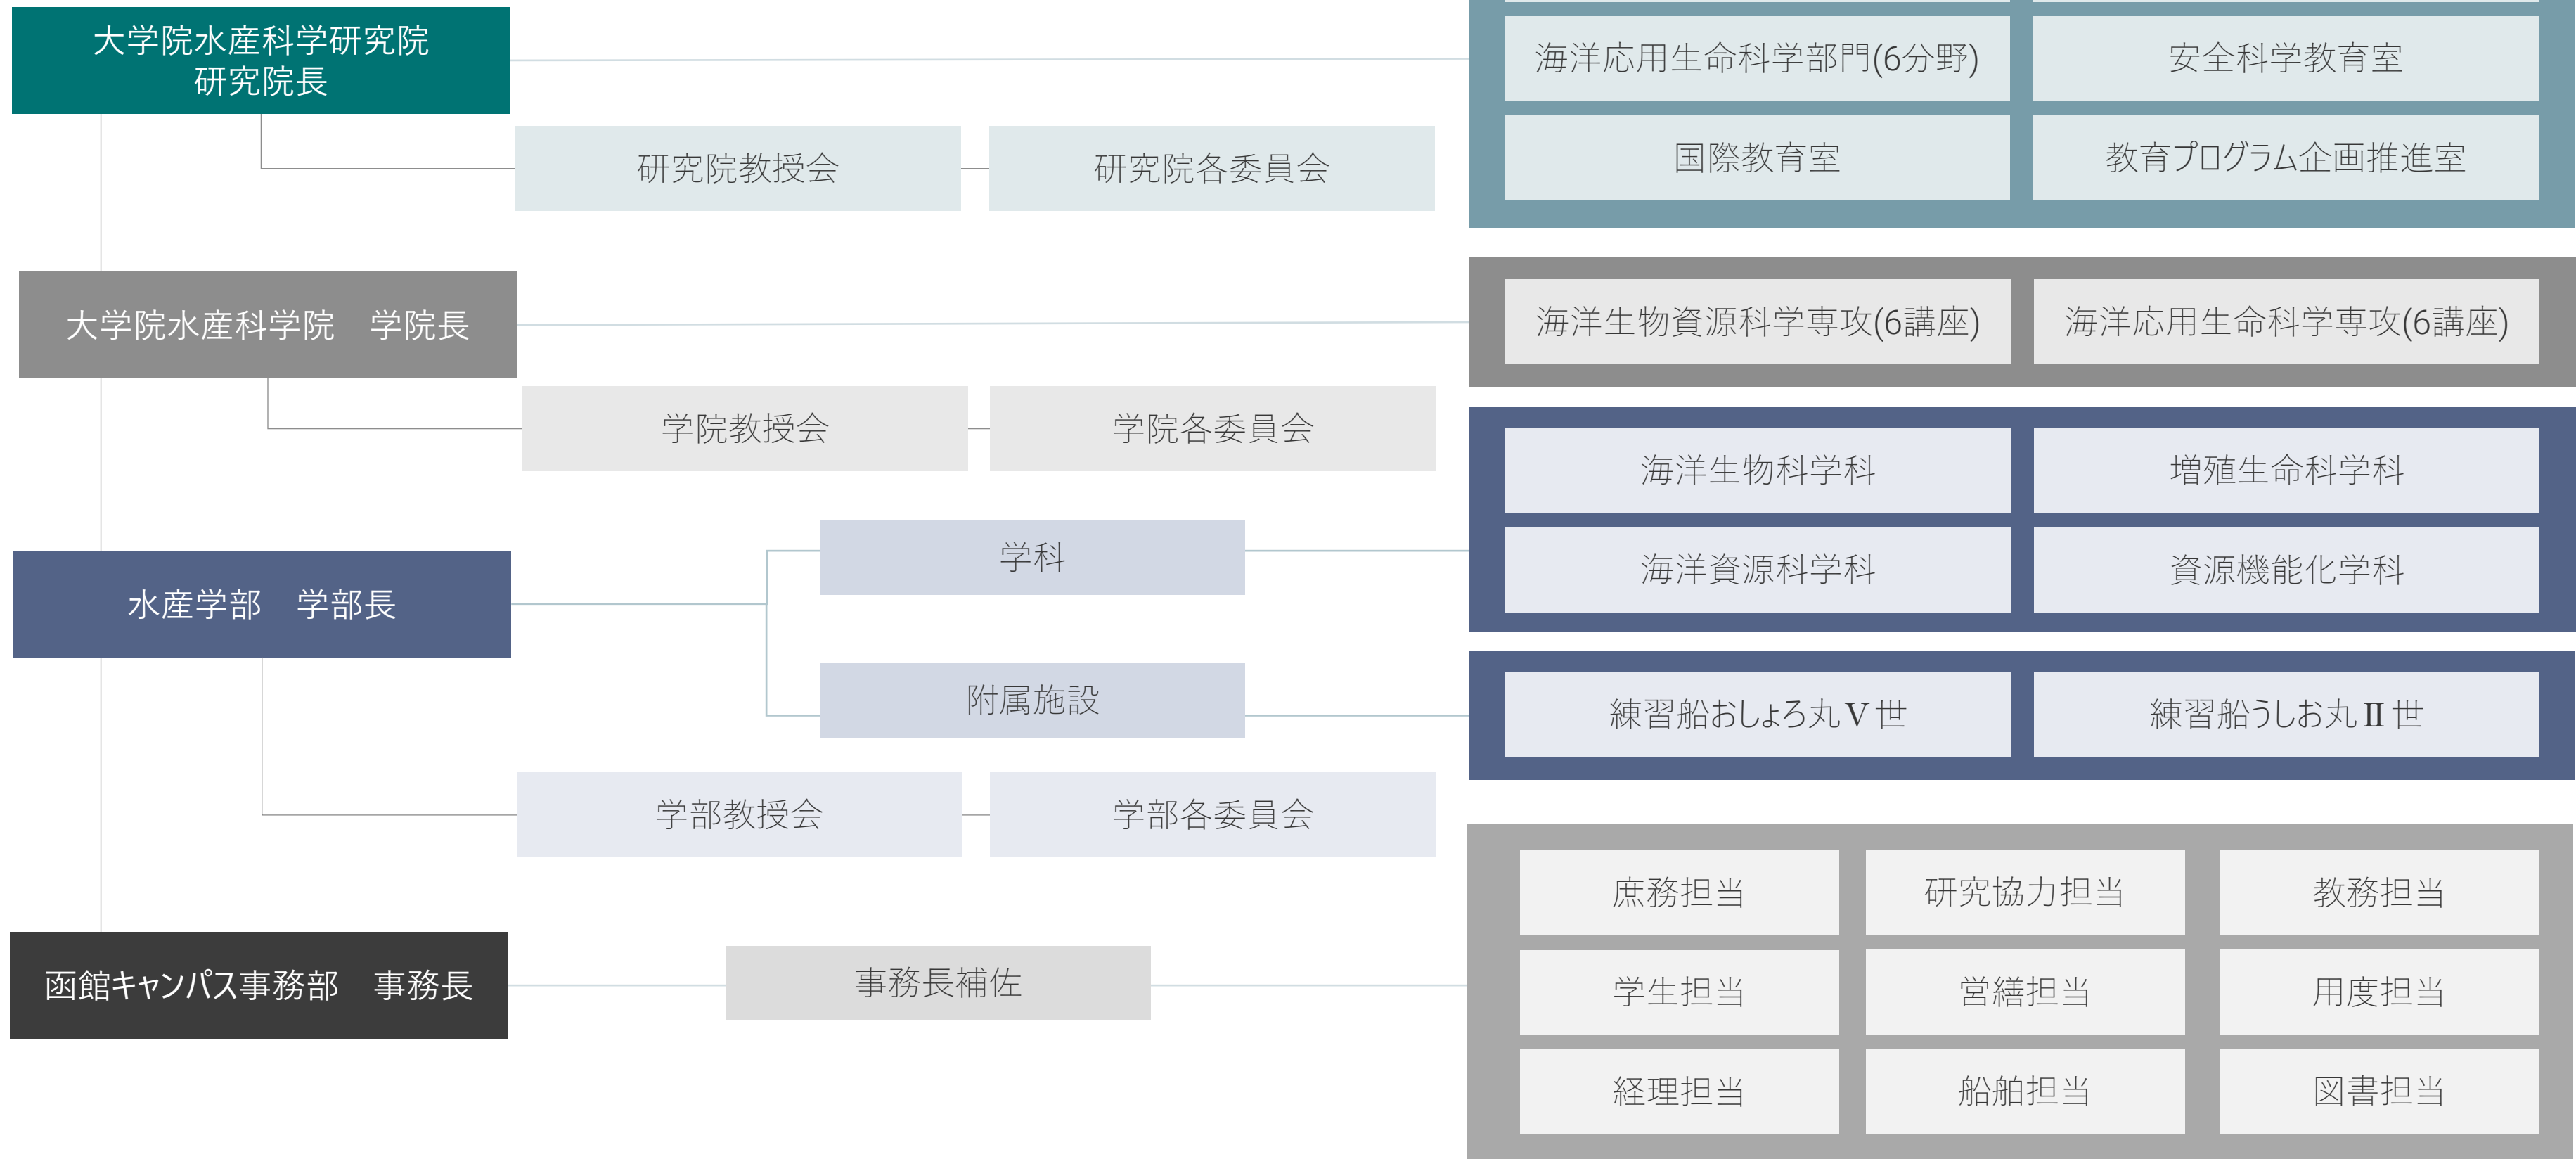 大学院水産科学研究院
研究院長
海洋応用生命科学部門(6分野)
安全科学教育室
国際教育室
教育プログラム企画推進室
研究院教授会
研究院各委員会
大学院水産科学院　学院長
海洋生物資源科学専攻(6講座)
海洋応用生命科学専攻(6講座)
学院教授会
学院各委員会
水産学部　学部長
学科
海洋生物科学科
増殖生命科学科
海洋資源科学科
資源機能化学科
附属施設
練習船おしょろ丸Ⅴ世
練習船うしお丸Ⅱ世
学部教授会
学部各委員会
函館キャンパス事務部　事務長
事務長補佐
庶務担当
研究協力担当
教務担当
学生担当
営繕担当
用度担当
経理担当
船舶担当
図書担当